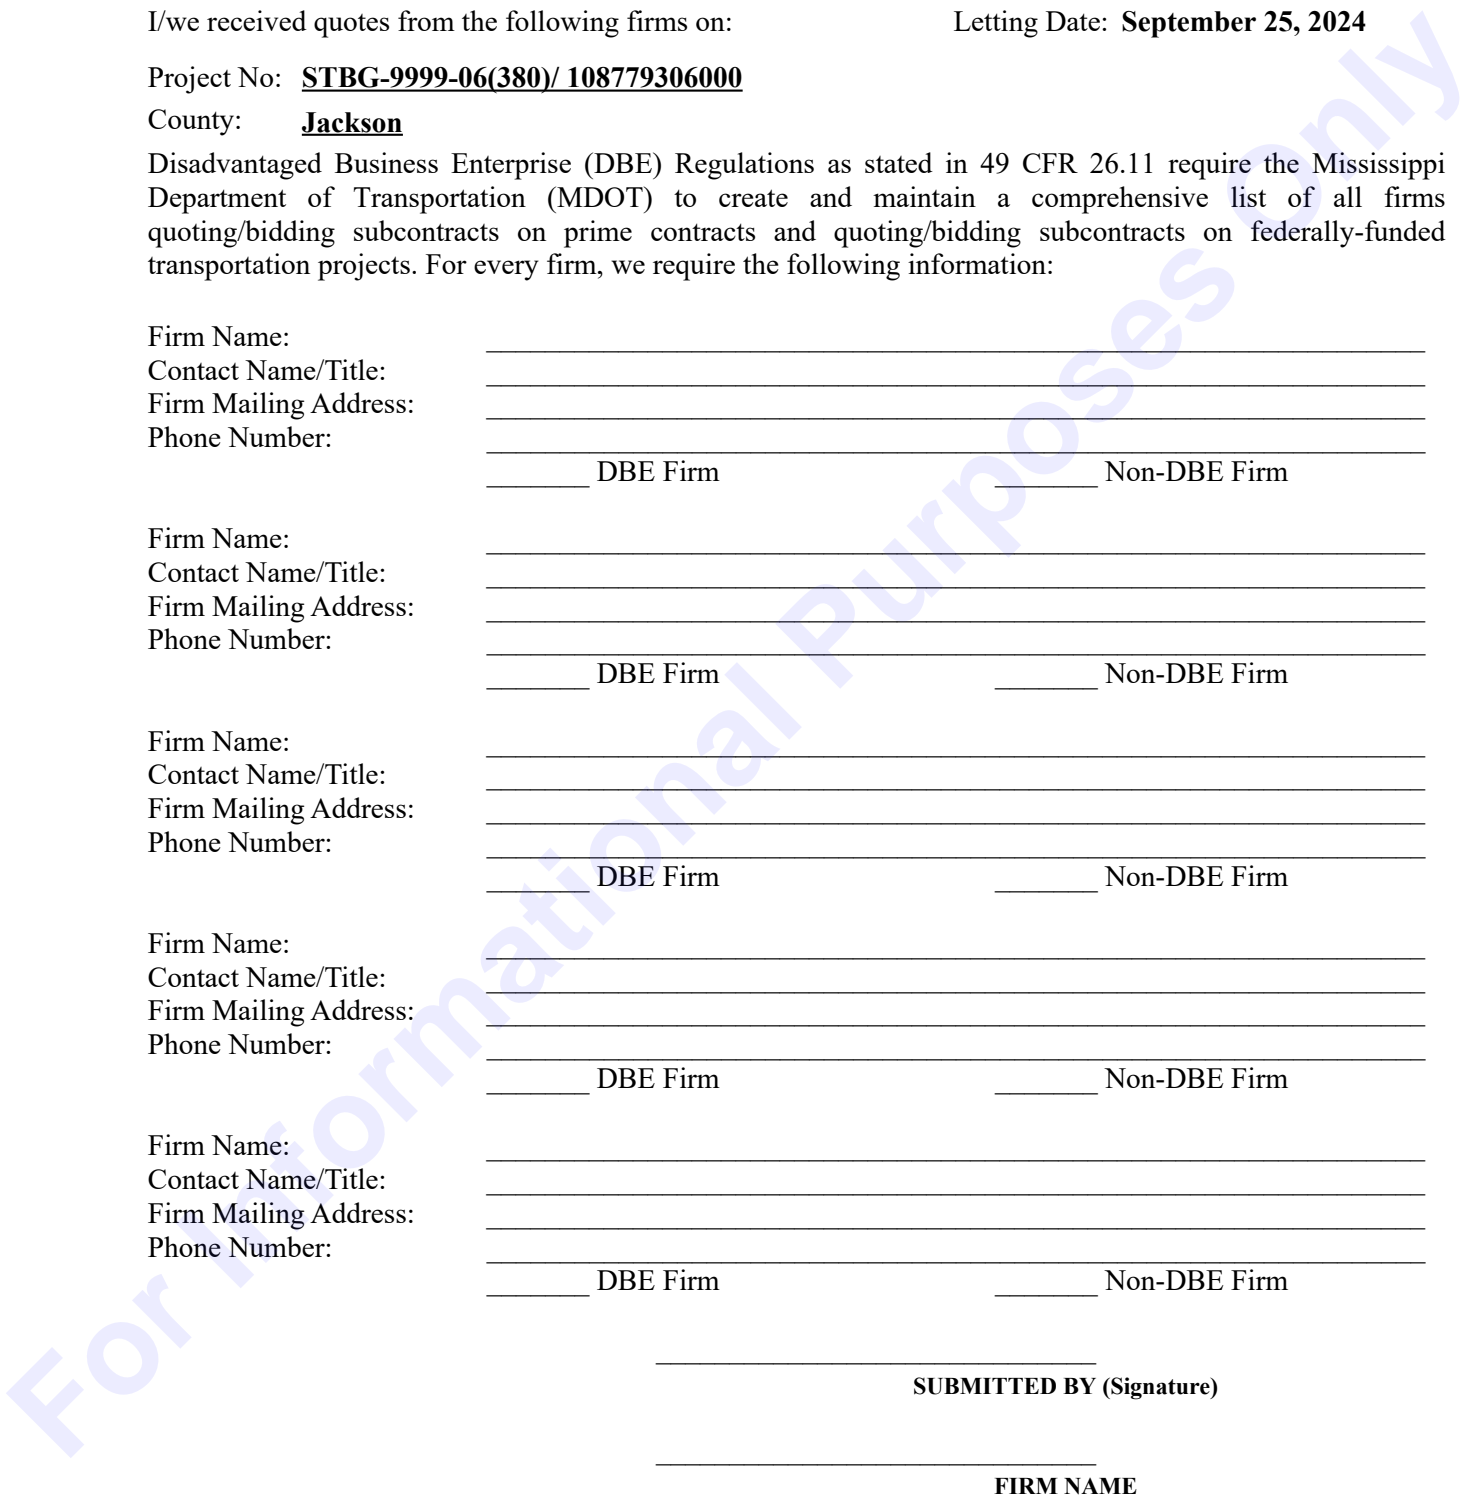 I/we received quotes from the following firms on: Letting Date: September 25, 2024
Project No: STBG-9999-06(380)/ 108779306000
County: Jackson
Disadvantaged Business Enterprise (DBE) Regulations as stated in 49 CFR 26.11 require the Mississippi
Department of Transportation (MDOT) to create and maintain a comprehensive list of all firms
quoting/bidding subcontracts on prime contracts and quoting/bidding subcontracts on federally-funded
transportation projects. For every firm, we require the following information:
Firm Name:
Contact Name/Title:
Firm Mailing Address:
Phone Number:
DBE Firm Non-DBE Firm
Firm Name:
Contact Name/Title:
Firm Mailing Address:
Phone Number:
DBE Firm Non-DBE Firm
Firm Name:
Contact Name/Title:
Firm Mailing Address:
Phone Number:
DBE Firm Non-DBE Firm
Firm Name:
Contact Name/Title:
Firm Mailing Address:
Phone Number:
DBE Firm Non-DBE Firm
Firm Name:
Contact Name/Title:
Firm Mailing Address:
Phone Number:
DBE Firm Non-DBE Firm
SUBMITTED BY (Signature)
FIRM NAME
For Informational Purposes Only